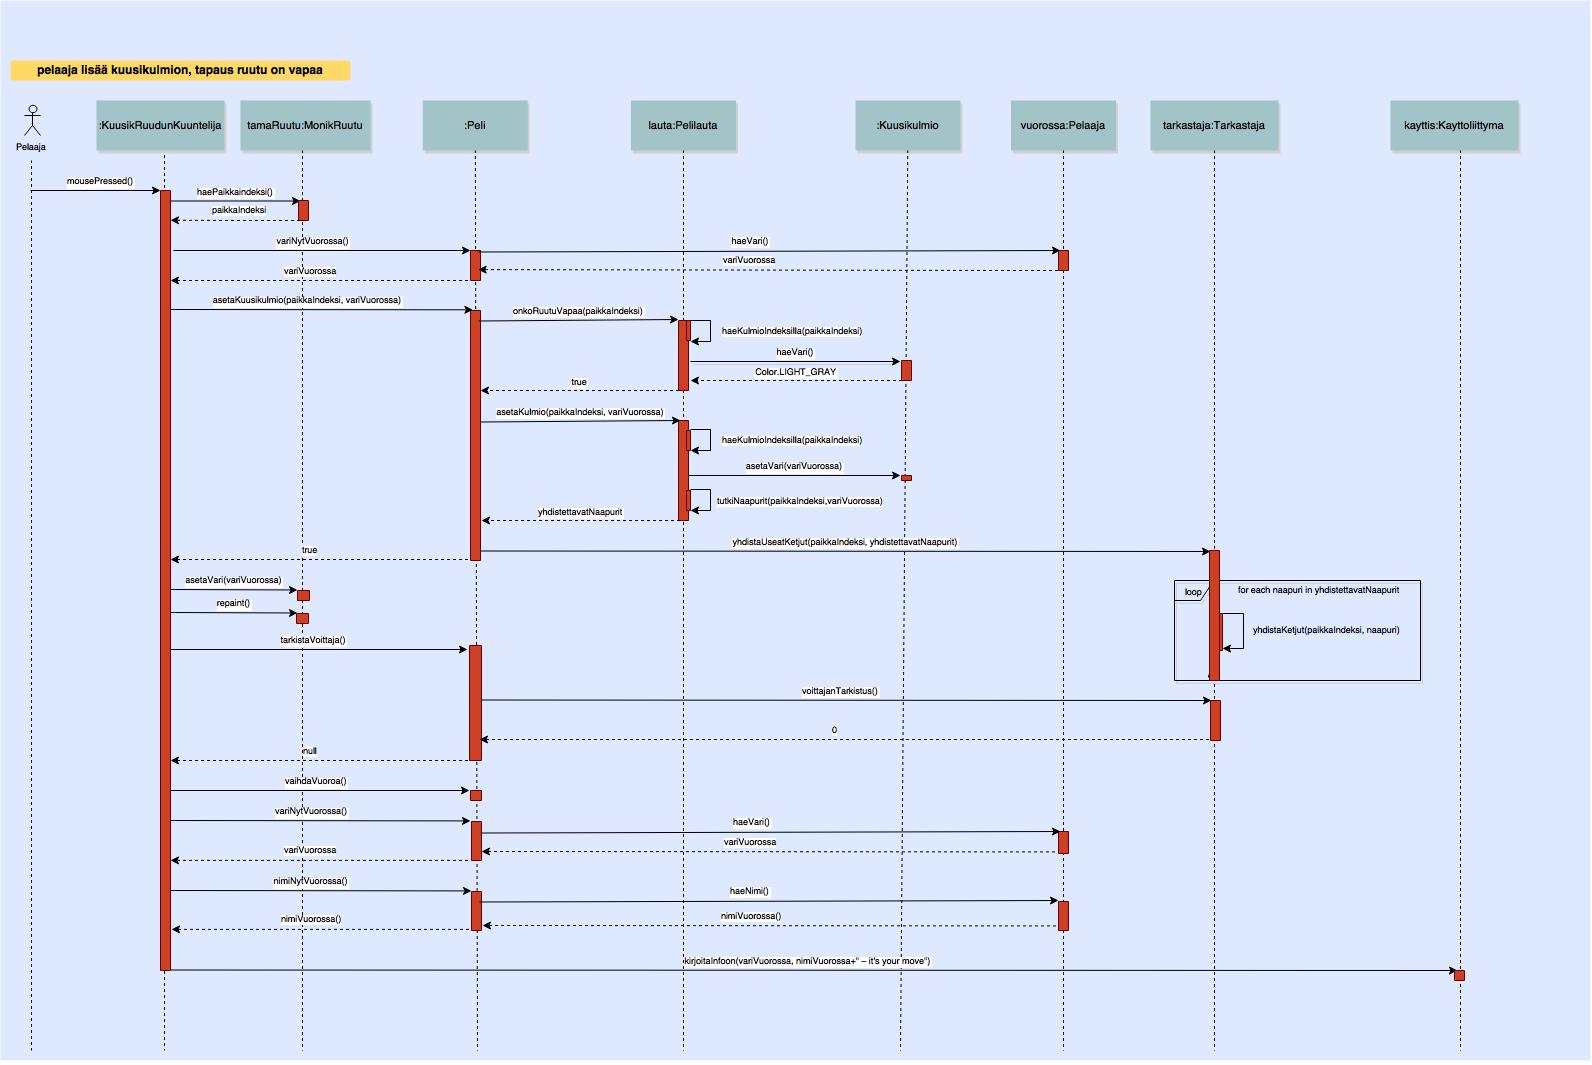 pelaaja lisää kuusikulmion, tapaus ruutu on vapaa
Pelaaja
:KuusikRuudunKuuntelija
tamaRuutu:MonikRuutu
:Peli
lauta:Pelilauta
:Kuusikulmio
vuorossa:Pelaaja
tarkastaja:Tarkastaja
kayttis:Kayttoliittyma
mousePressed()
haePaikkaindeksi()
paikkaIndeksi
variNytVuorossa()
haeVari()
variVuorossa
variVuorossa
asetaKuusikulmio(paikkaIndeksi, variVuorossa)
onkoRuutuVapaa(paikkaIndeksi)
haeKulmioIndeksilla(paikkaIndeksi)
haeVari()
Color.LIGHT_GRAY
true
asetaKulmio(paikkaIndeksi, variVuorossa)
haeKulmioIndeksilla(paikkaIndeksi)
asetaVari(variVuorossa)
tutkiNaapurit(paikkaIndeksi,variVuorossa)
yhdistettavatNaapurit
yhdistaUseatKetjut(paikkaIndeksi, yhdistettavatNaapurit)
true
asetaVari(variVuorossa)
loop
for each naapuri in yhdistettavatNaapurit
repaint()
yhdistaKetjut(paikkaIndeksi, naapuri)
tarkistaVoittaja()
voittajanTarkistus()
0
null
vaihdaVuoroa()
variNytVuorossa()
haeVari()
variVuorossa
variVuorossa
nimiNytVuorossa()
haeNimi()
nimiVuorossa()
nimiVuorossa()
kirjoitaInfoon(variVuorossa, nimiVuorossa+" – it's your move")